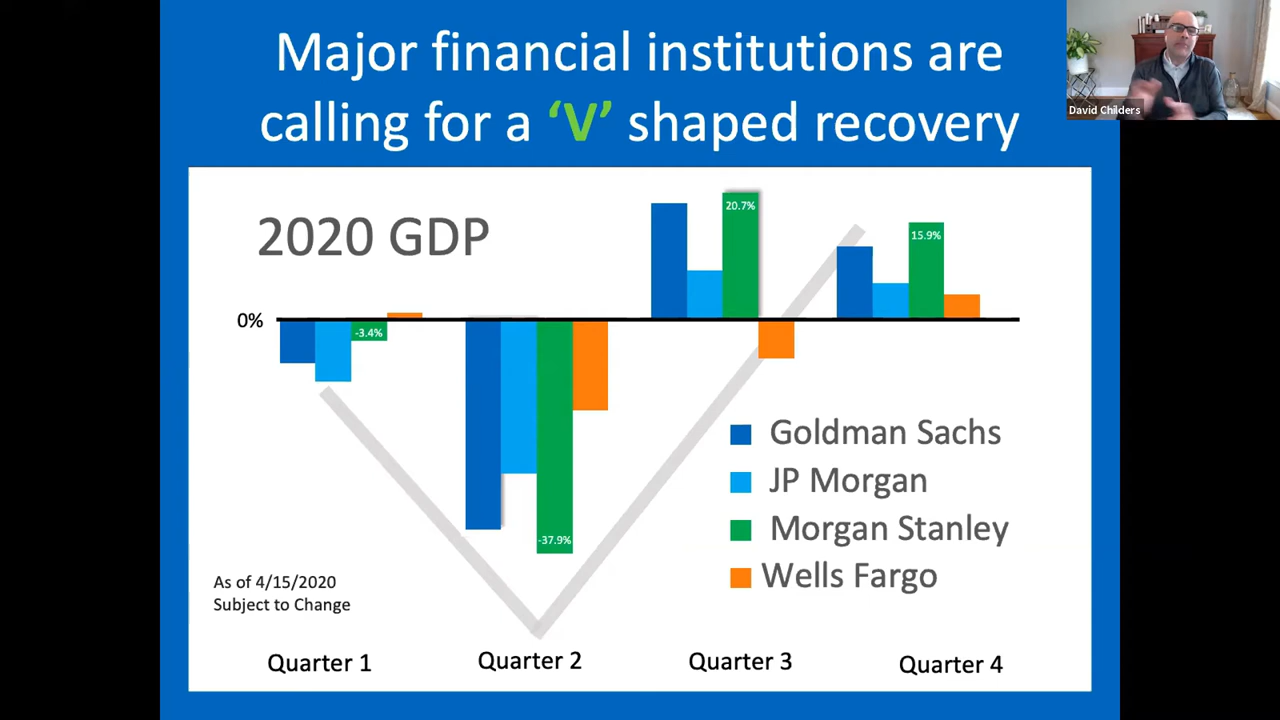 Major financial institutions are
calling for a ‘V’ shaped recovery
David Childers
2020 GDP
20.7%
15.9%
0%
-3.4%
-37.9%
Goldman Sachs
JP Morgan
Morgan Stanley
Wells Fargo
As of 4/15/2020
Subject to Change
Quarter 1
Quarter 2
Quarter 3
Quarter 4